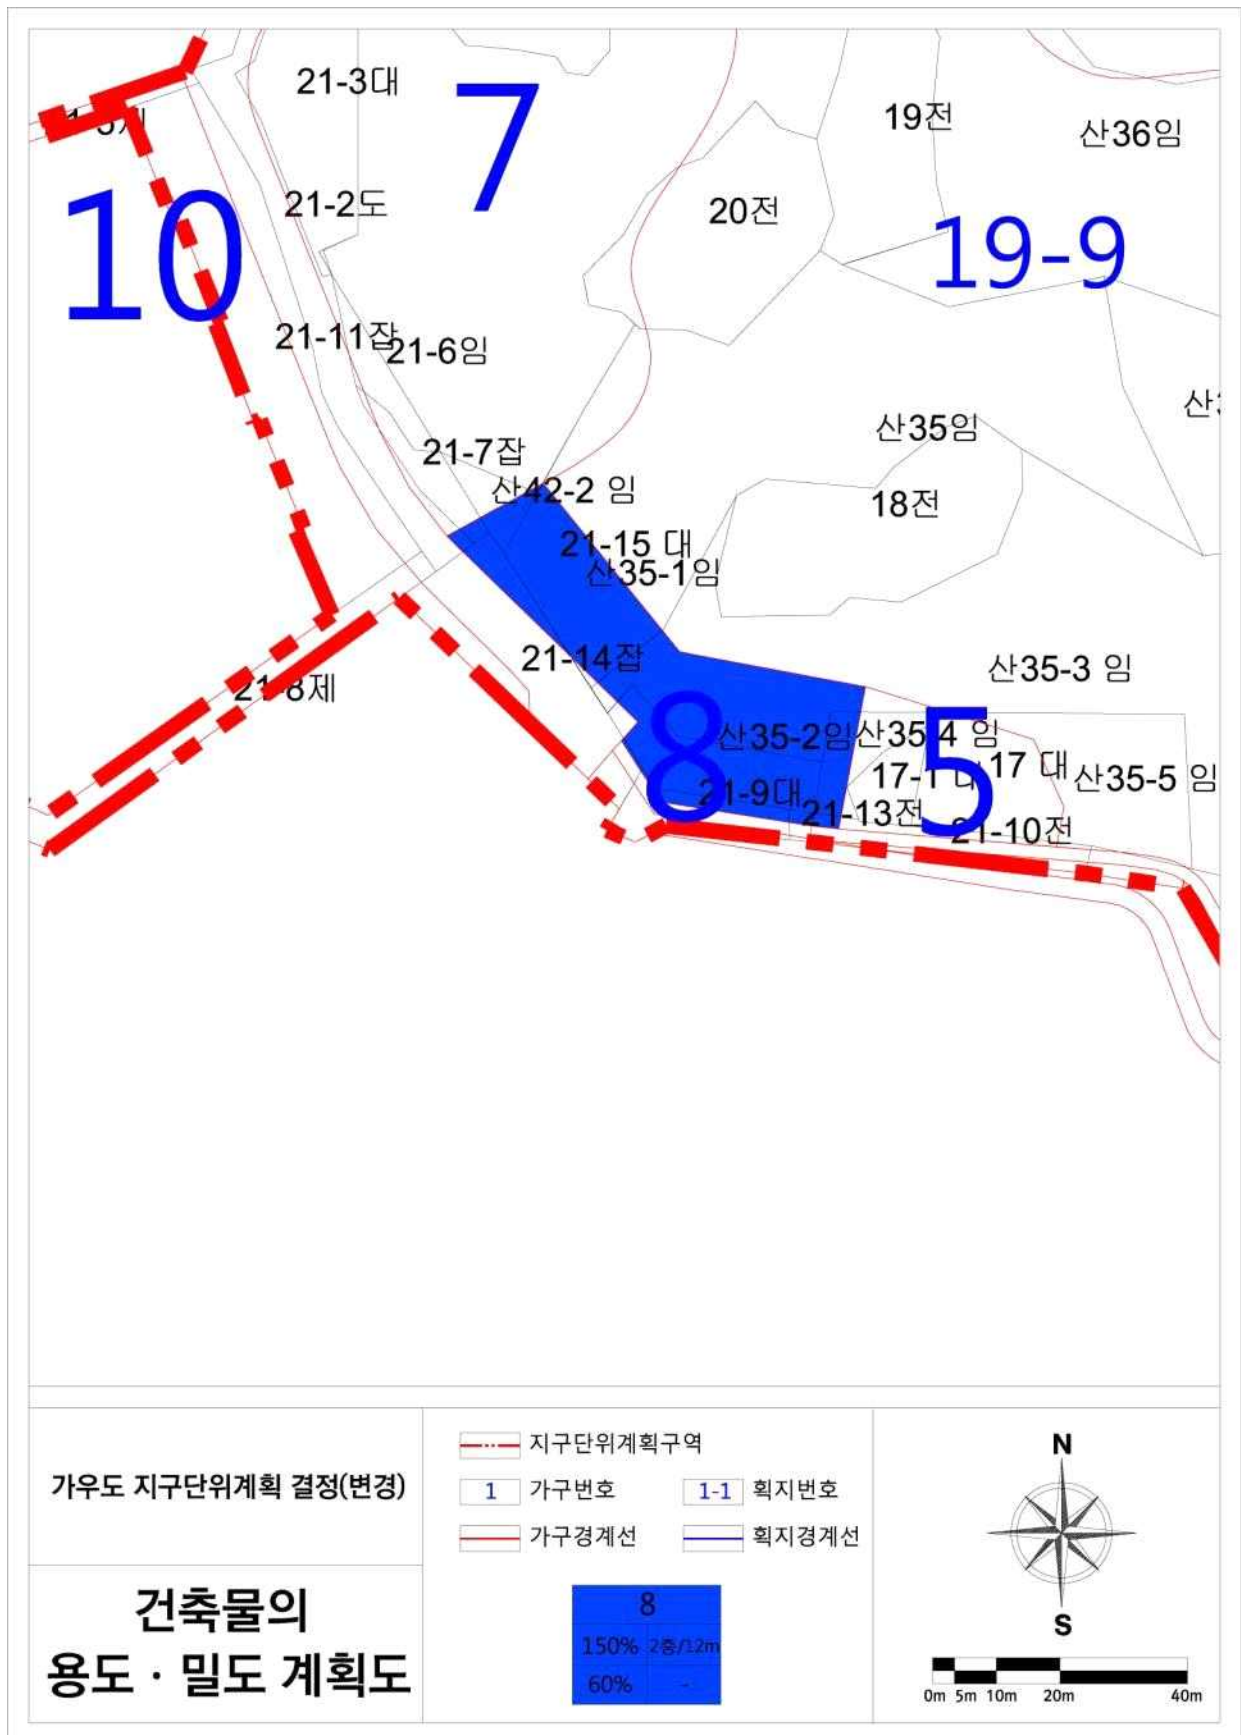 21-3대
7
19전
산36임
10
21-2도
20전
19-9
21-11잡
21-6임
산35임
21-7잡
산42-2 임
18전
21-15 대
산35-1임
21-14잡
산35-3 임
21-8제
8
5
산35-2임
산35-4 임
17-1 대
17 대
산35-5 임
21-9대
21-13전
21-10전
가우도 지구단위계획 결정(변경)
건축물의
용도 · 밀도 계획도
지구단위계획구역
1 가구번호
1-1 획지번호
가구경계선
획지경계선
8
150% 2층/12m
60% -
N
S
0m 5m 10m 20m 40m